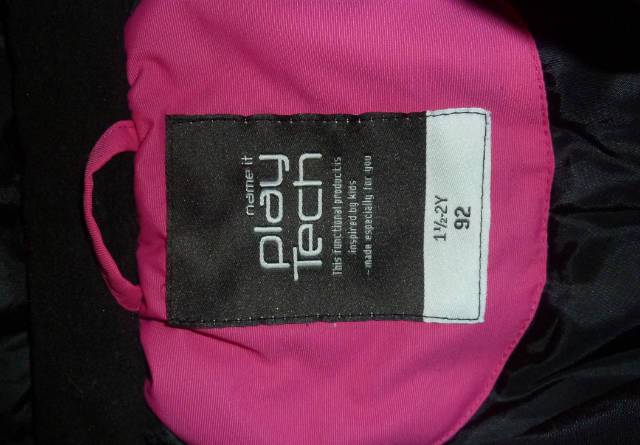 name it
play
Tech
This functional product is
inspired by kids
- made especially for you
1½-2Y
92